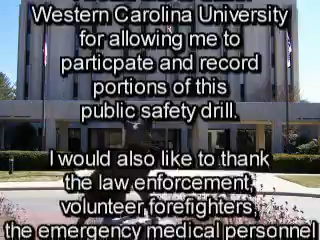 Western Carolina University
for allowing me to
particpate and record
portions of this
public safety drill.
I would also like to thank
the law enforcement,
volunteer forefighters,
the emergency medical personnel